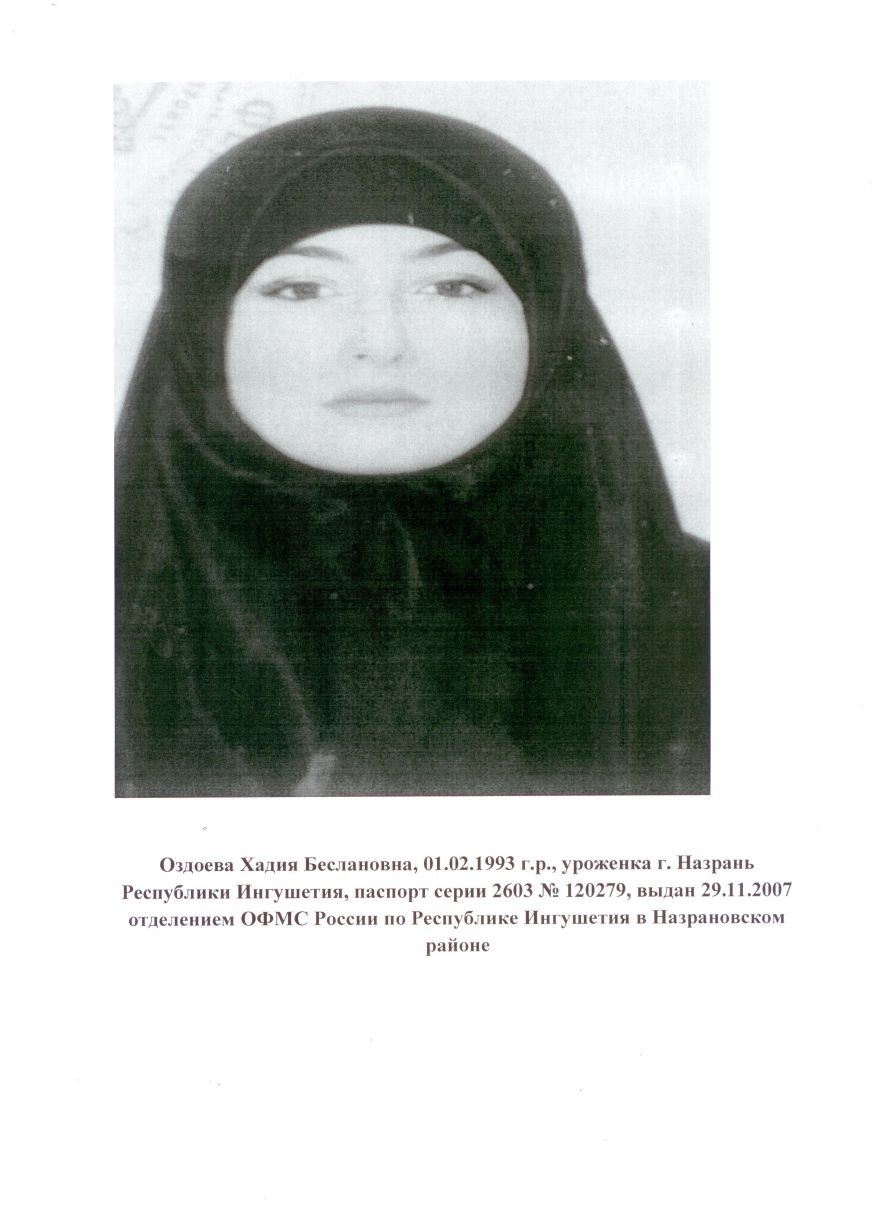 Оздоева Хадия Беслановна, 01.02.1993 г.р., уроженка г. Назрань
Республики Ингушетия, паспорт серии 2603 № 120279, выдан 29.11.2007
отделением ОФМС России по Республике Ингушетия в Назрановском
районе